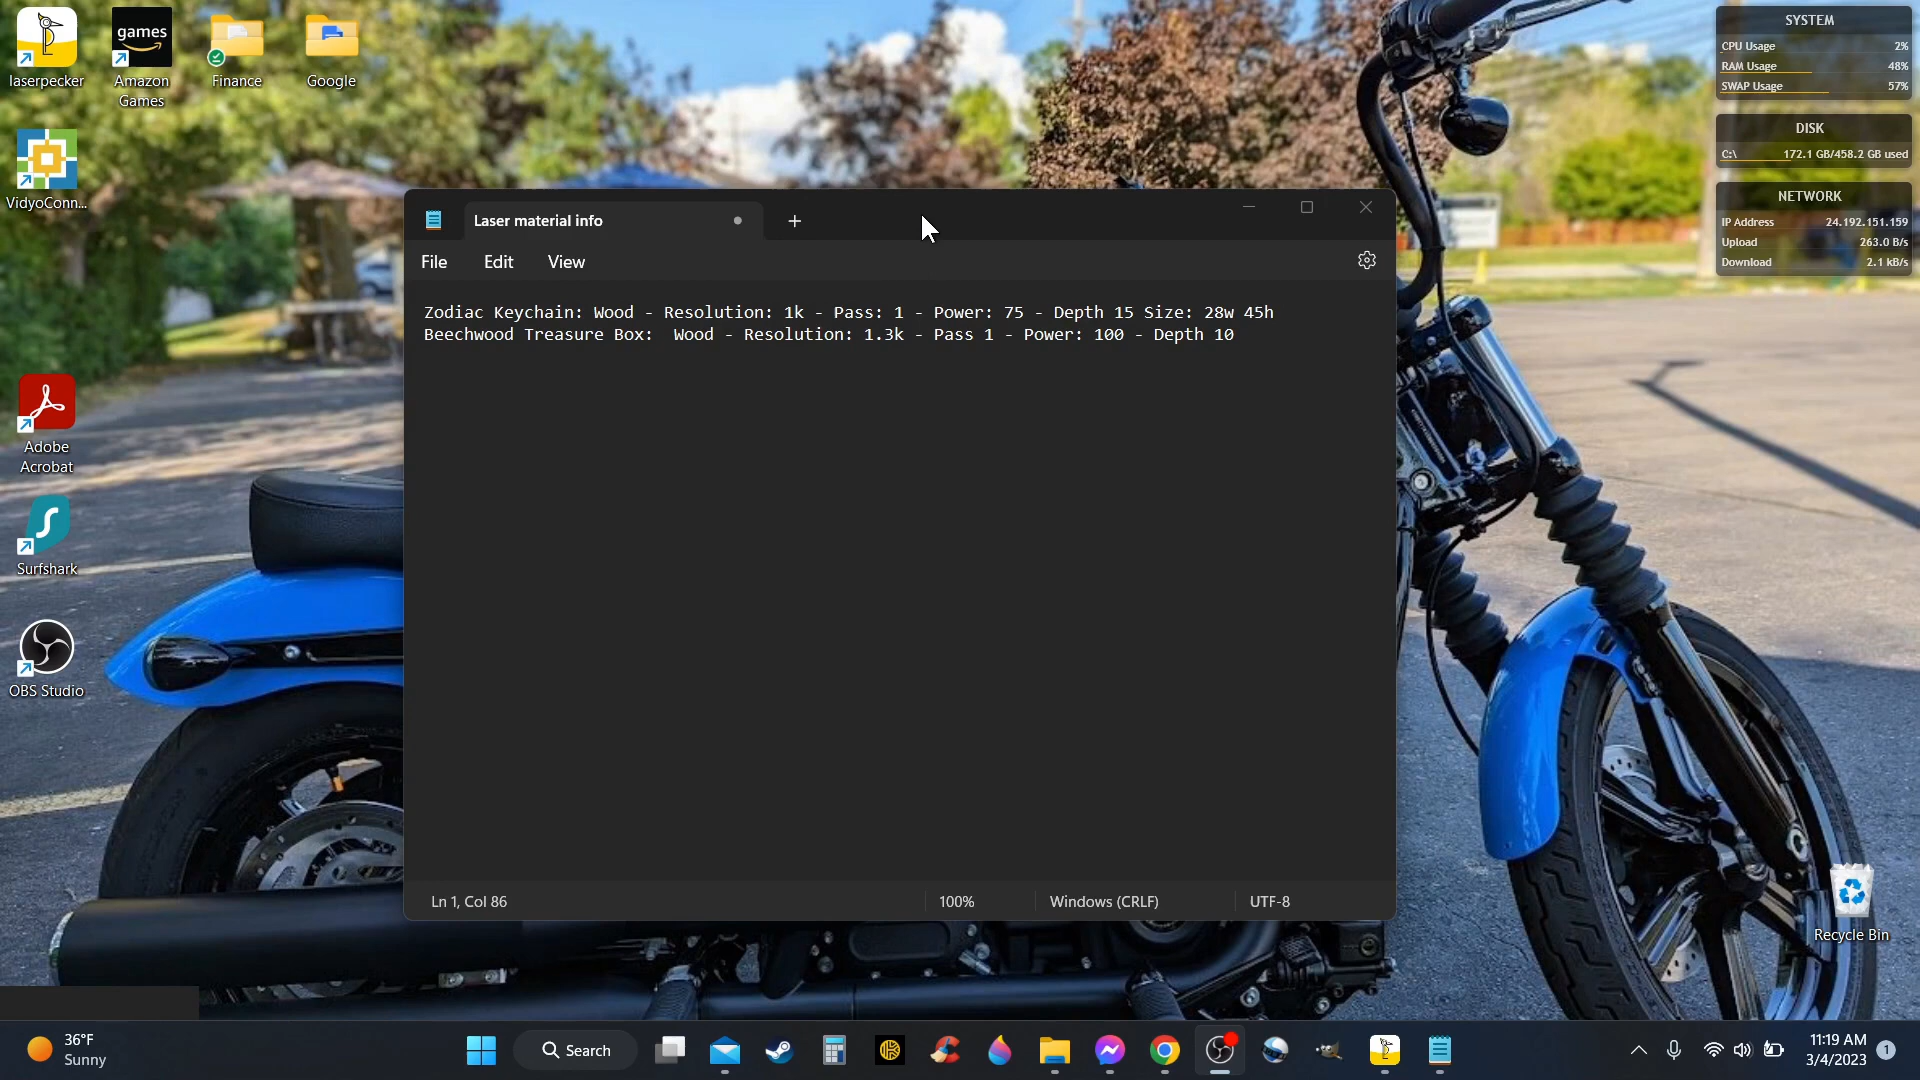 laserpecker
games
Amazon
Games
Finance
Google
VidyoConn...
Adobe
Acrobat
Surfshark
OBS Studio
SYSTEM
CPU Usage 2%
RAM Usage 48%
SWAP Usage 57%
DISK
C:\ 172.1 GB/458.2 GB used
NETWORK
IP Address 24.192.151.159
Upload 263.0 B/s
Download 2.1 kB/s
Laser material info
File Edit View
Zodiac Keychain: Wood - Resolution: 1k - Pass: 1 - Power: 75 - Depth 15 Size: 28w 45h
Beechwood Treasure Box:  Wood - Resolution: 1.3k - Pass 1 - Power: 100 - Depth 10
Ln 1, Col 86 100% Windows (CRLF) UTF-8
Recycle Bin
36°F
Sunny
Search
11:19 AM
3/4/2023
1